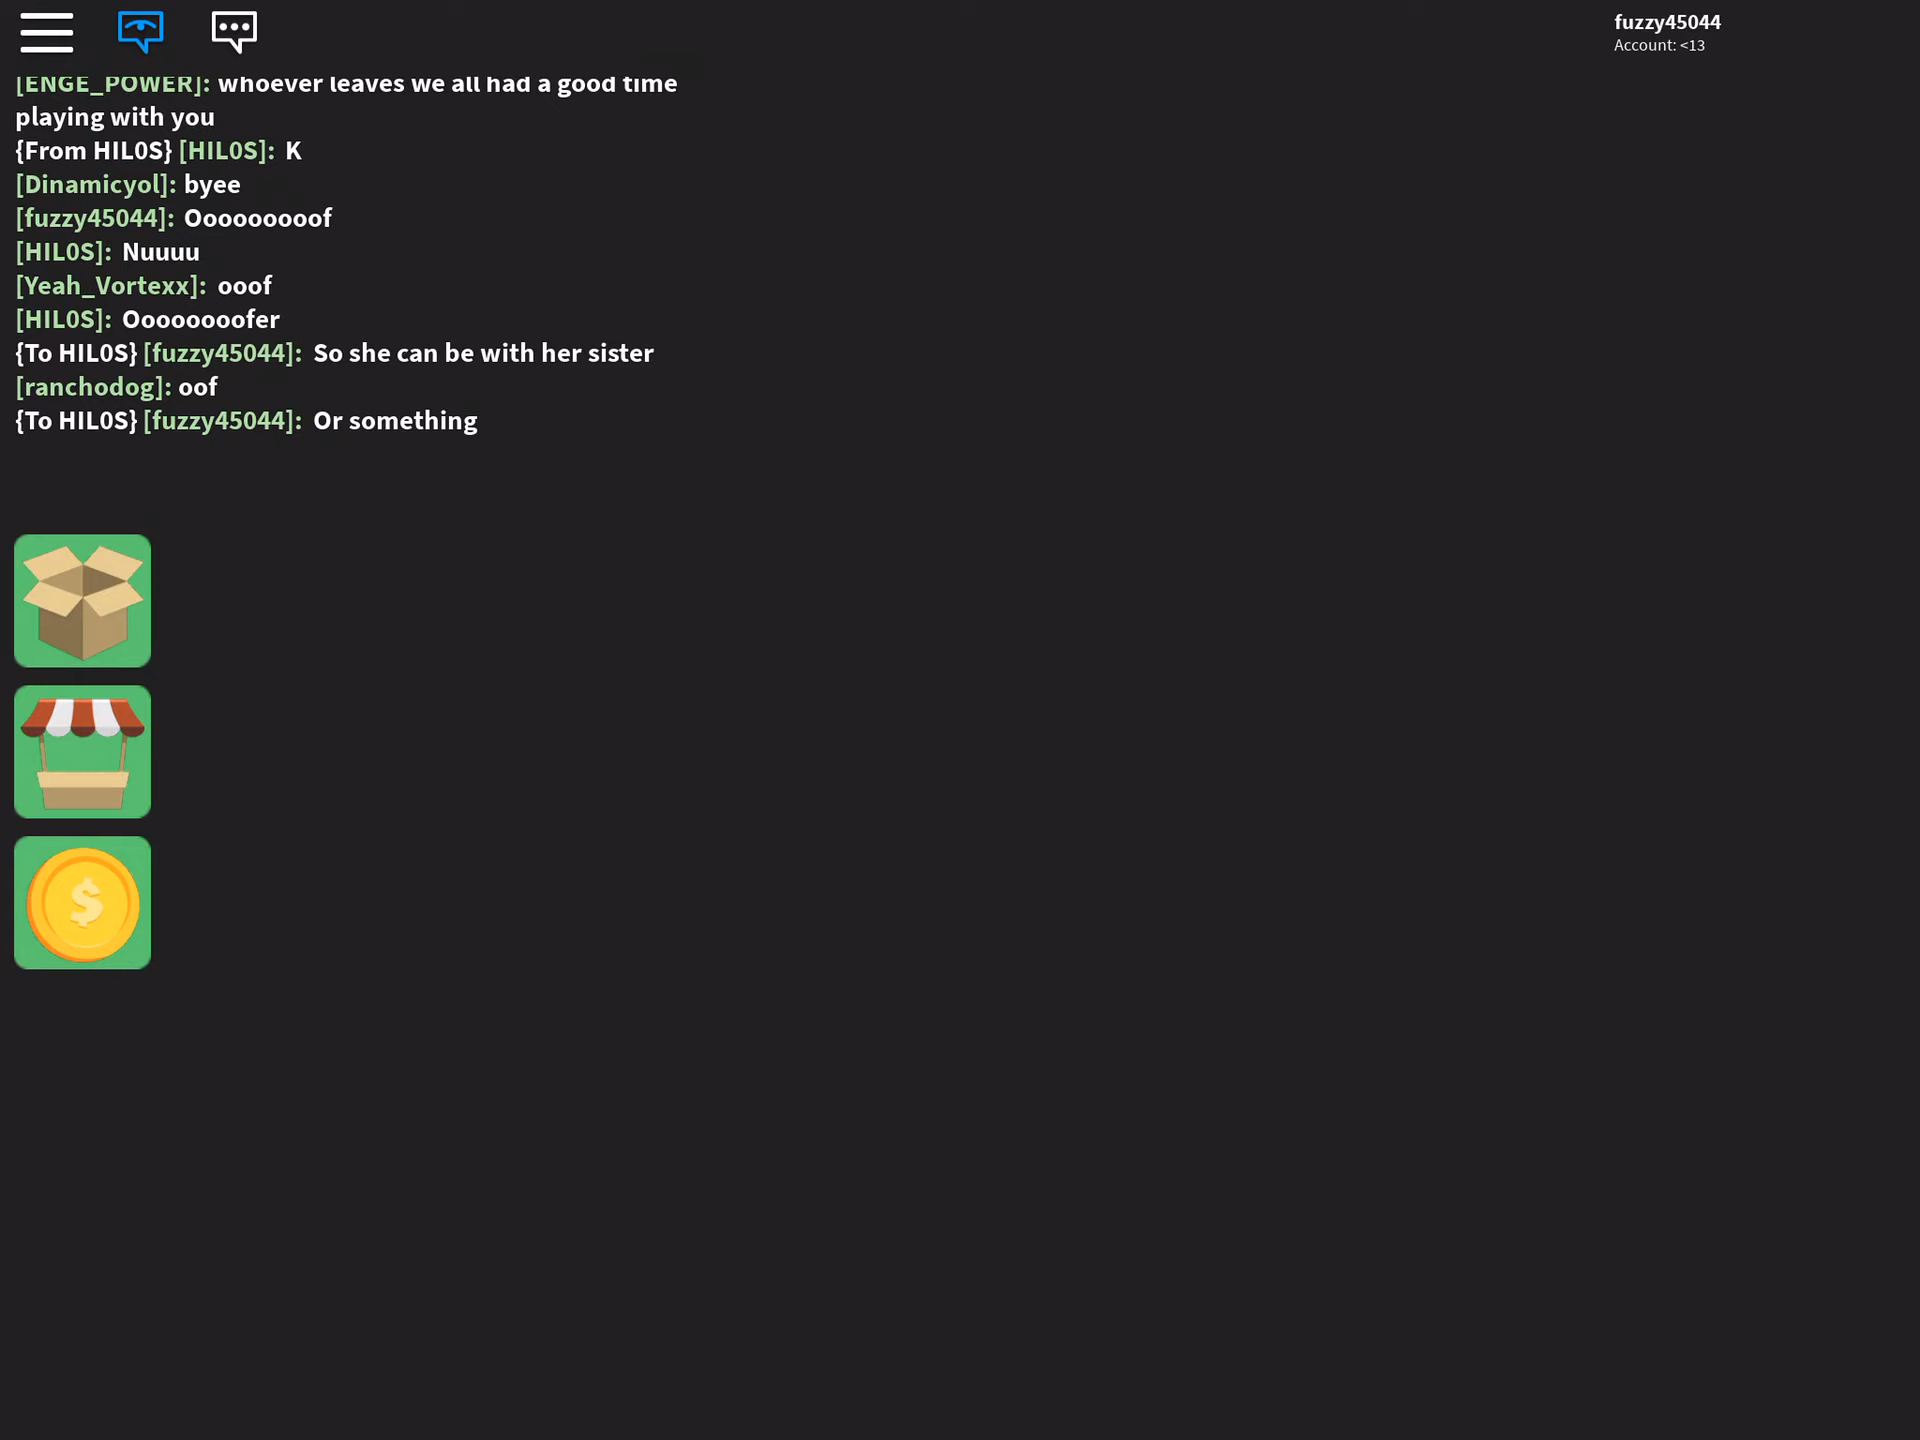 fuzzy45044
Account: <13
[ENGE_POWER]: whoever leaves we all had a good time
playing with you
{From HIL0S} [HIL0S]: K
[Dinamicyol]: byee
[fuzzy45044]: Ooooooooof
[HIL0S]: Nuuuu
[Yeah_Vortexx]: ooof
[HIL0S]: Ooooooooofer
{To HIL0S} [fuzzy45044]: So she can be with her sister
[ranchodog]: oof
{To HIL0S} [fuzzy45044]: Or something
$